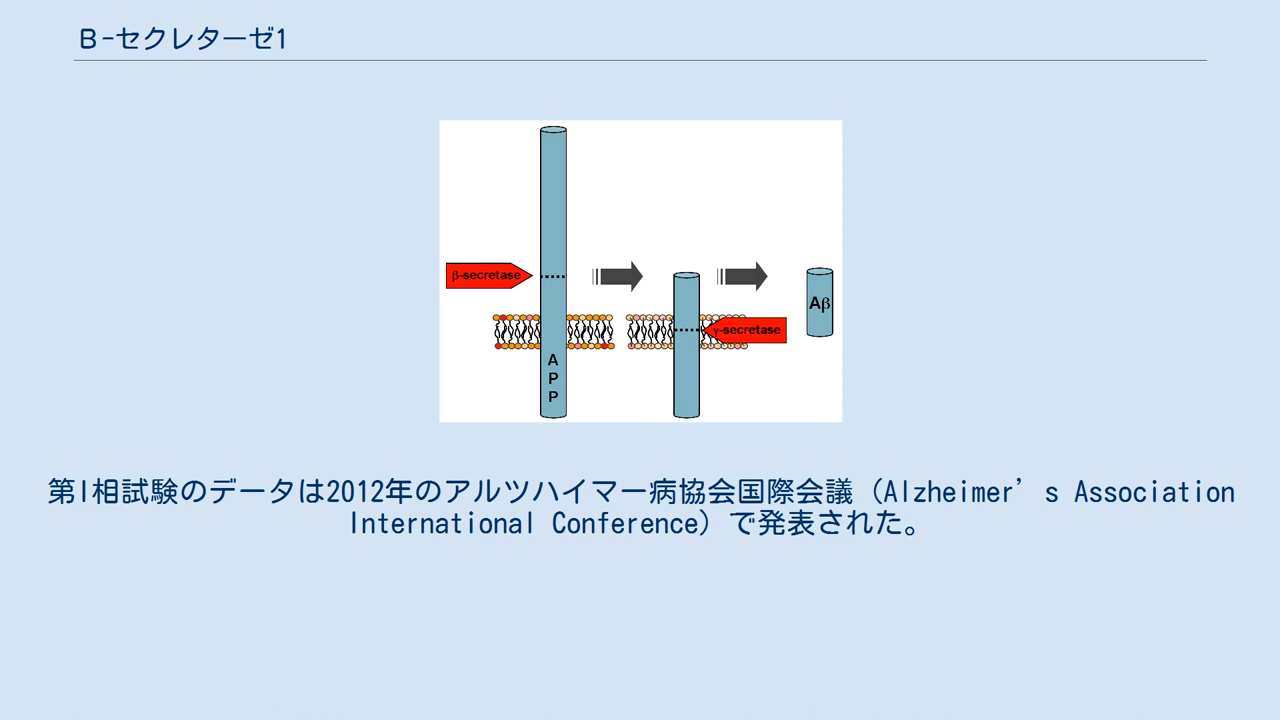 Β-セクレターゼ1
β-secretase
γ-secretase
Aβ
A
P
P
第I相試験のデータは2012年のアルツハイマー病協会国際会議（Alzheimer’s Association
International Conference）で発表された。